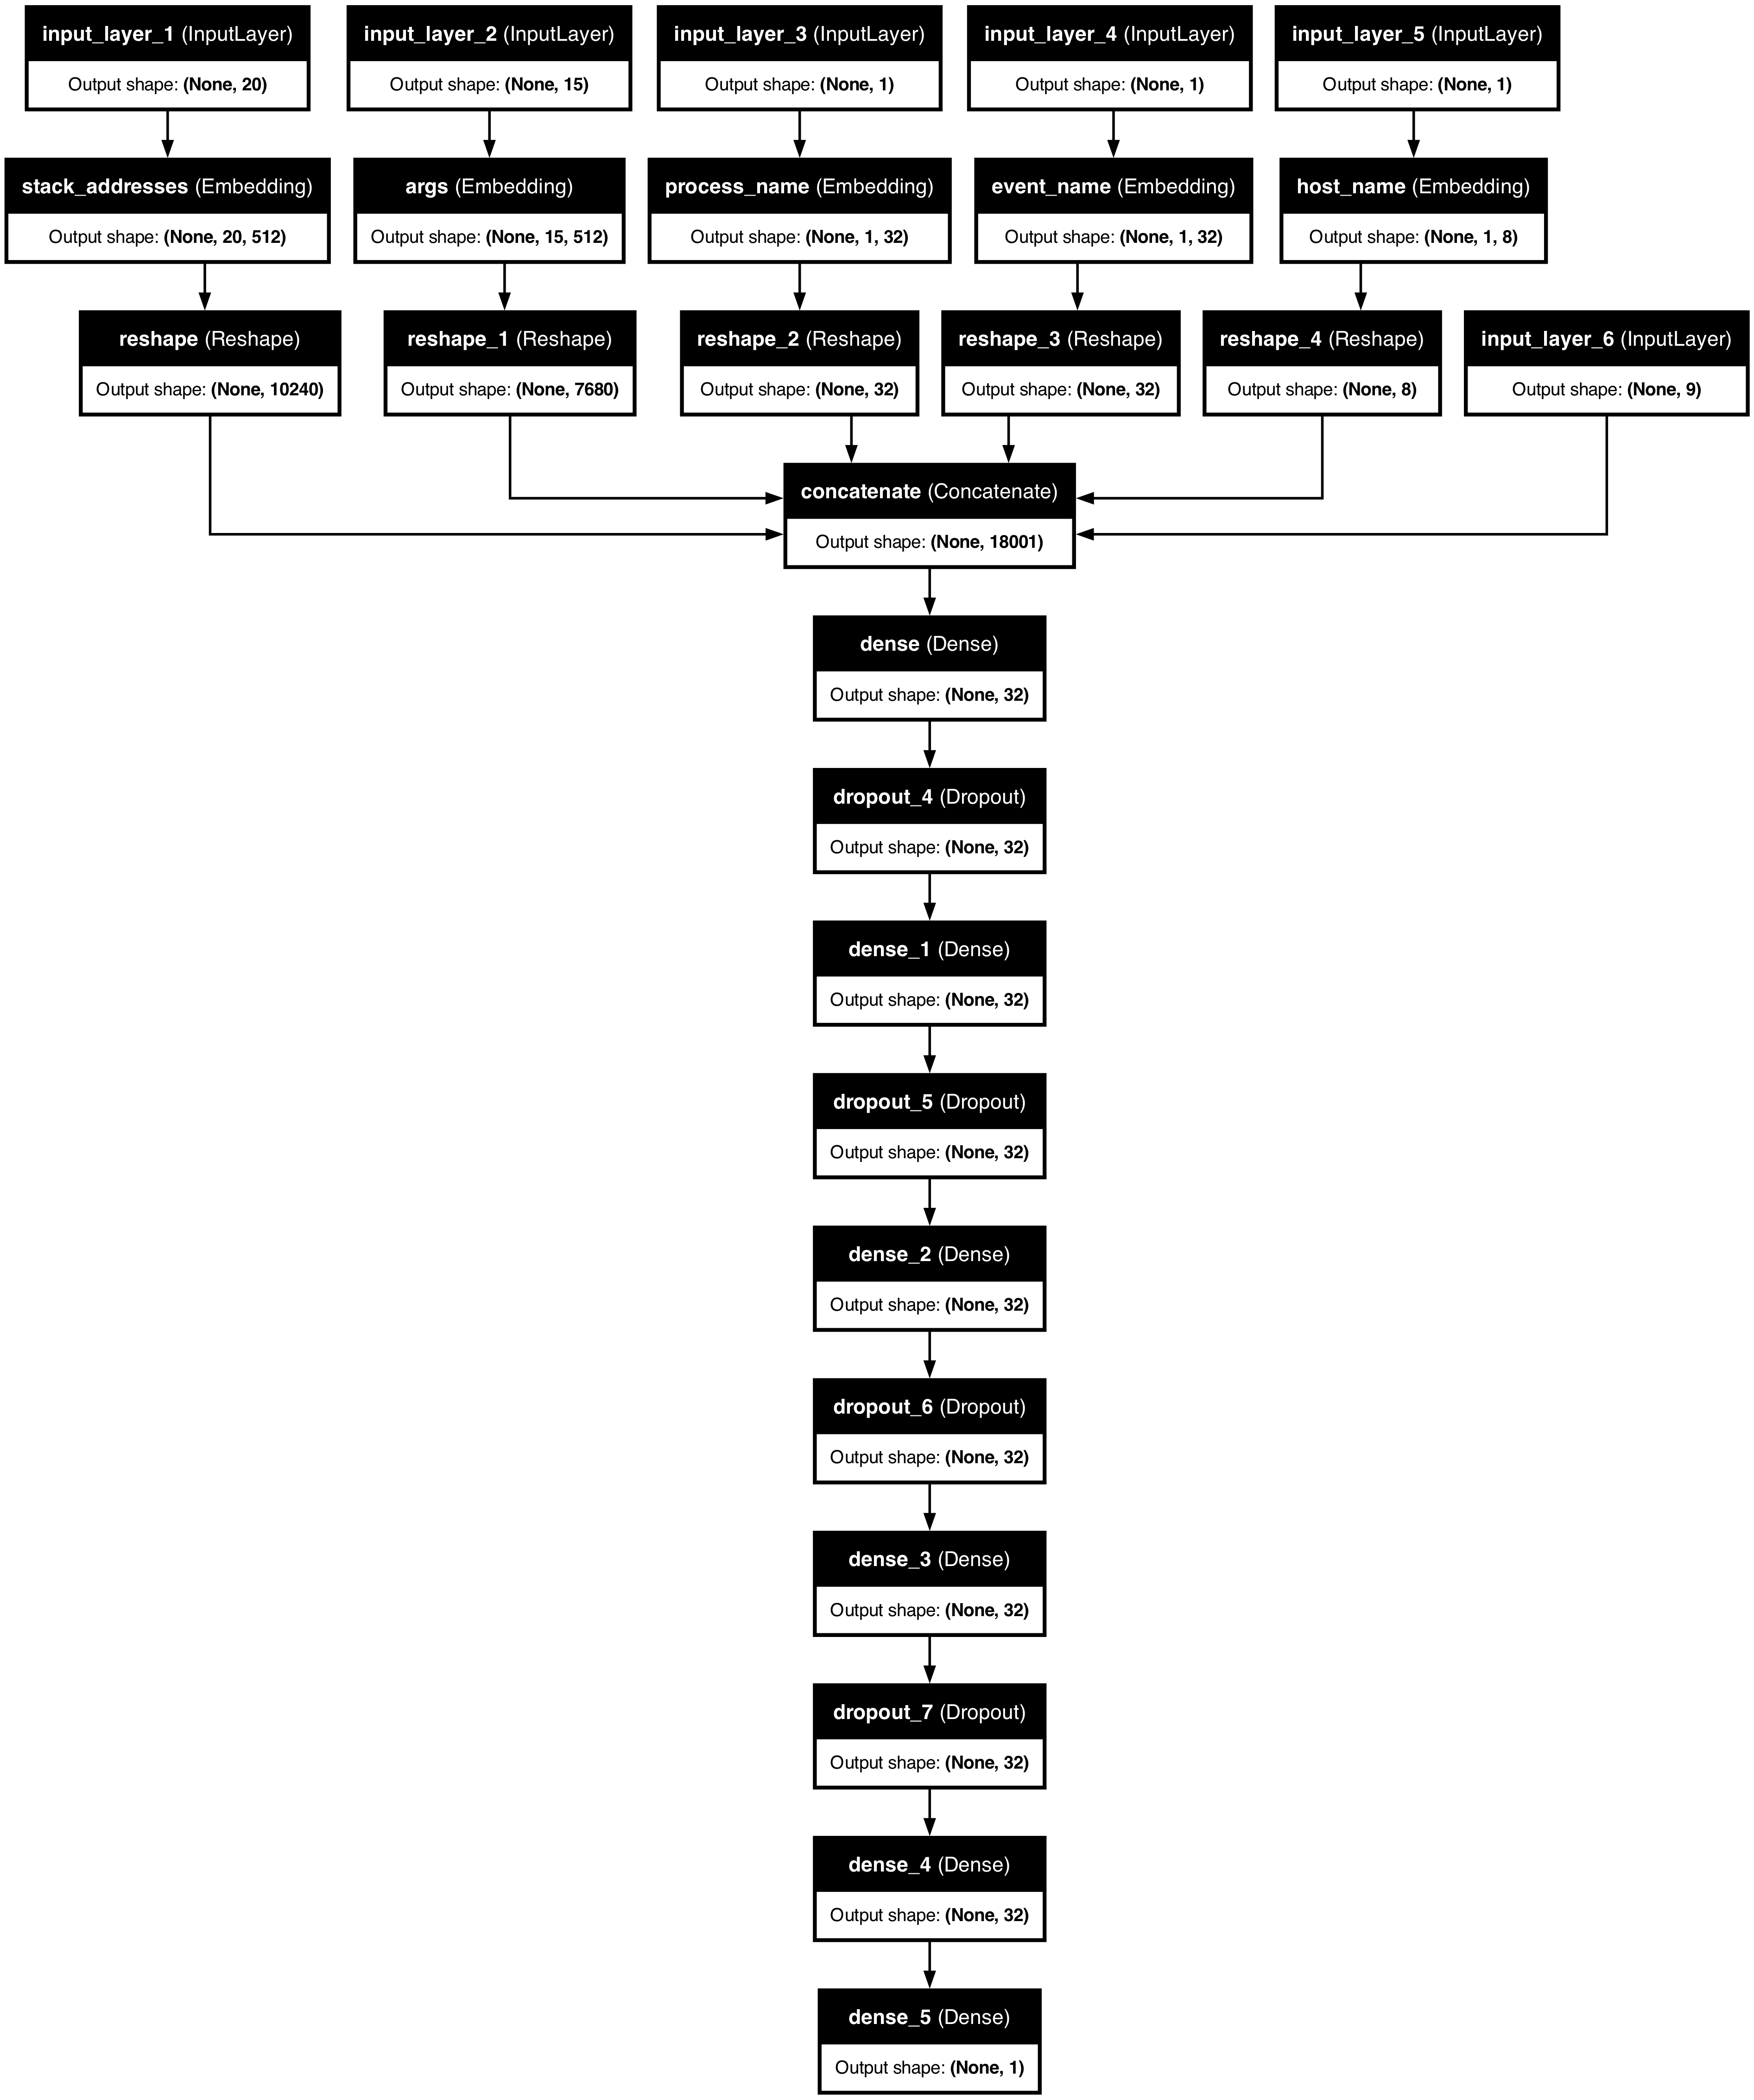 input_layer_1 (InputLayer)
Output shape: (None, 20)
input_layer_2 (InputLayer)
Output shape: (None, 15)
input_layer_3 (InputLayer)
Output shape: (None, 1)
input_layer_4 (InputLayer)
Output shape: (None, 1)
input_layer_5 (InputLayer)
Output shape: (None, 1)
stack_addresses (Embedding)
Output shape: (None, 20, 512)
args (Embedding)
Output shape: (None, 15, 512)
process_name (Embedding)
Output shape: (None, 1, 32)
event_name (Embedding)
Output shape: (None, 1, 32)
host_name (Embedding)
Output shape: (None, 1, 8)
reshape (Reshape)
Output shape: (None, 10240)
reshape_1 (Reshape)
Output shape: (None, 7680)
reshape_2 (Reshape)
Output shape: (None, 32)
reshape_3 (Reshape)
Output shape: (None, 32)
reshape_4 (Reshape)
Output shape: (None, 8)
input_layer_6 (InputLayer)
Output shape: (None, 9)
concatenate (Concatenate)
Output shape: (None, 18001)
dense (Dense)
Output shape: (None, 32)
dropout_4 (Dropout)
Output shape: (None, 32)
dense_1 (Dense)
Output shape: (None, 32)
dropout_5 (Dropout)
Output shape: (None, 32)
dense_2 (Dense)
Output shape: (None, 32)
dropout_6 (Dropout)
Output shape: (None, 32)
dense_3 (Dense)
Output shape: (None, 32)
dropout_7 (Dropout)
Output shape: (None, 32)
dense_4 (Dense)
Output shape: (None, 32)
dense_5 (Dense)
Output shape: (None, 1)